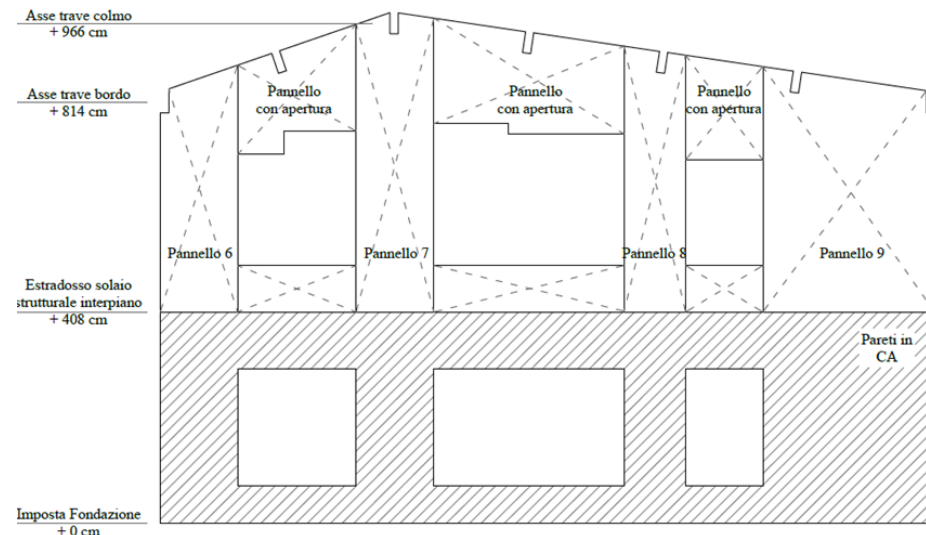 Asse trave colmo
+ 966 cm
Asse trave bordo
+ 814 cm
Pannello
con apertura
Pannello
con apertura
Pannello
con apertura
Pannello 6
Pannello 7
Pannello 8
Pannello 9
Estradosso solaio
strutturale interpiano
+ 408 cm
Pareti in
CA
Imposta Fondazione
+ 0 cm